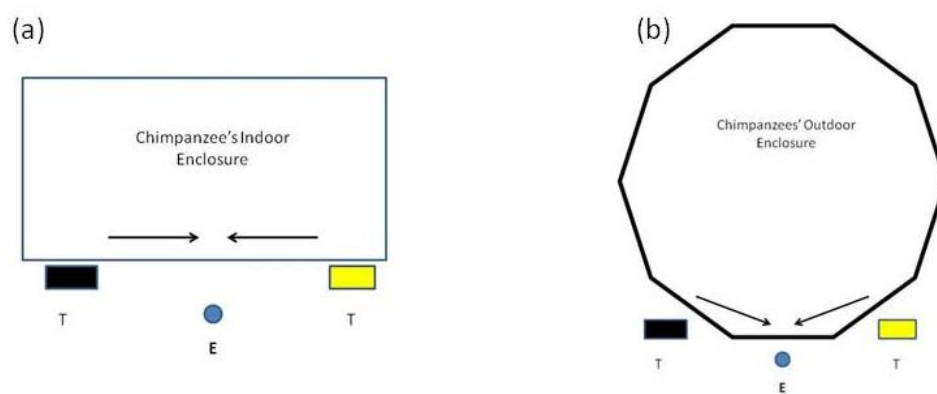 (a)
Chimpanzee's Indoor
Enclosure
T
T
E
(b)
Chimpanzees' Outdoor
Enclosure
T
T
E